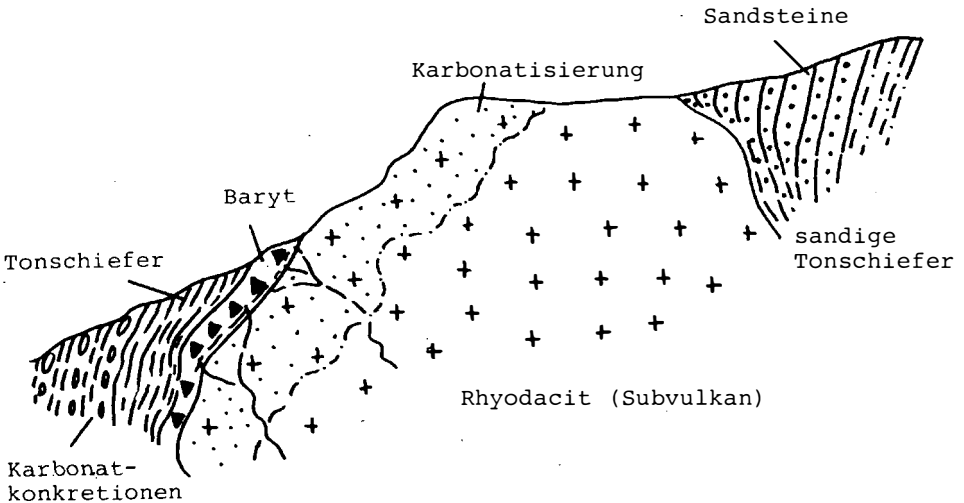 Sandsteine
Karbonatisierung
Baryt
Tonschiefer
sandige
Tonschiefer
Rhyodacit (Subvulkan)
Karbonat-
konkretionen